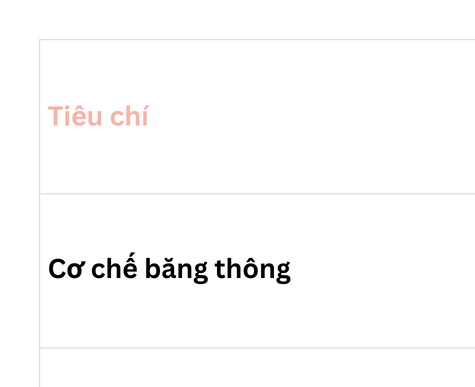 Tiêu chí
Cơ chế băng thông